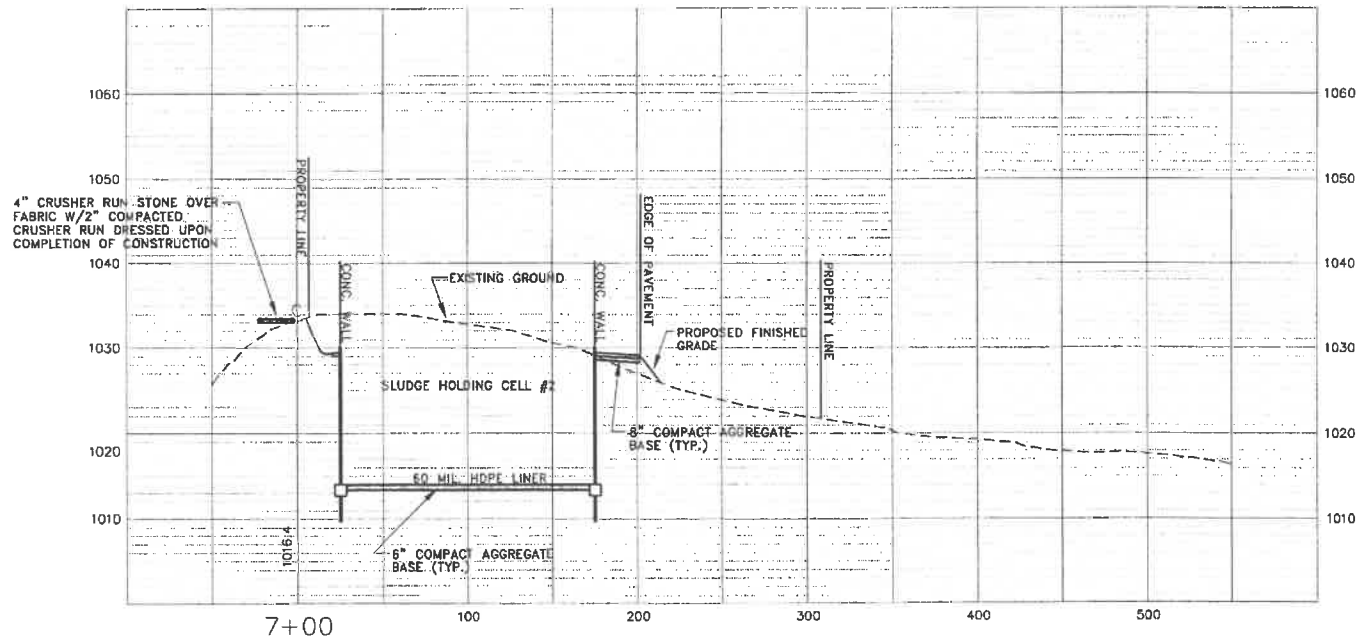 1060
1060
1050
1050
PROPERTY LINE
4" CRUSHER RUN STONE OVER
FABRIC W/2" COMPACTED
CRUSHER RUN DRESSED UPON
COMPLETION OF CONSTRUCTION
EDGE OF PAVEMENT
1040
1040
CONC. WALL
EXISTING GROUND
CONC. WALL
PROPERTY LINE
PROPOSED FINISHED
GRADE
1030
1030
SLUDGE HOLDING CELL #2
8" COMPACT AGGREGATE
BASE (TYP.)
1020
1020
60 MIL. HDPE LINER
1010
1010
1016.4
6" COMPACT AGGREGATE
BASE (TYP.)
7+00
100
200
300
400
500